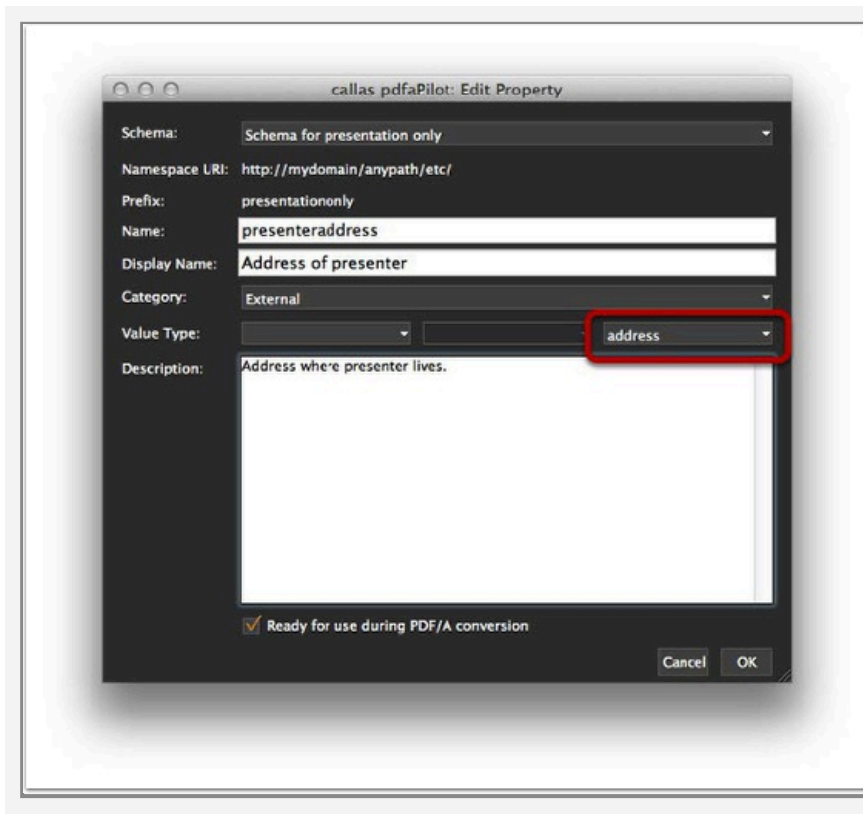 callas pdfaPilot: Edit Property
Schema: Schema for presentation only
Namespace URI: http://mydomain/anypath/etc/
Prefix: presentationonly
Name: presenteraddress
Display Name: Address of presenter
Category: External
Value Type: address
Description: Address where presenter lives.
Ready for use during PDF/A conversion
Cancel OK